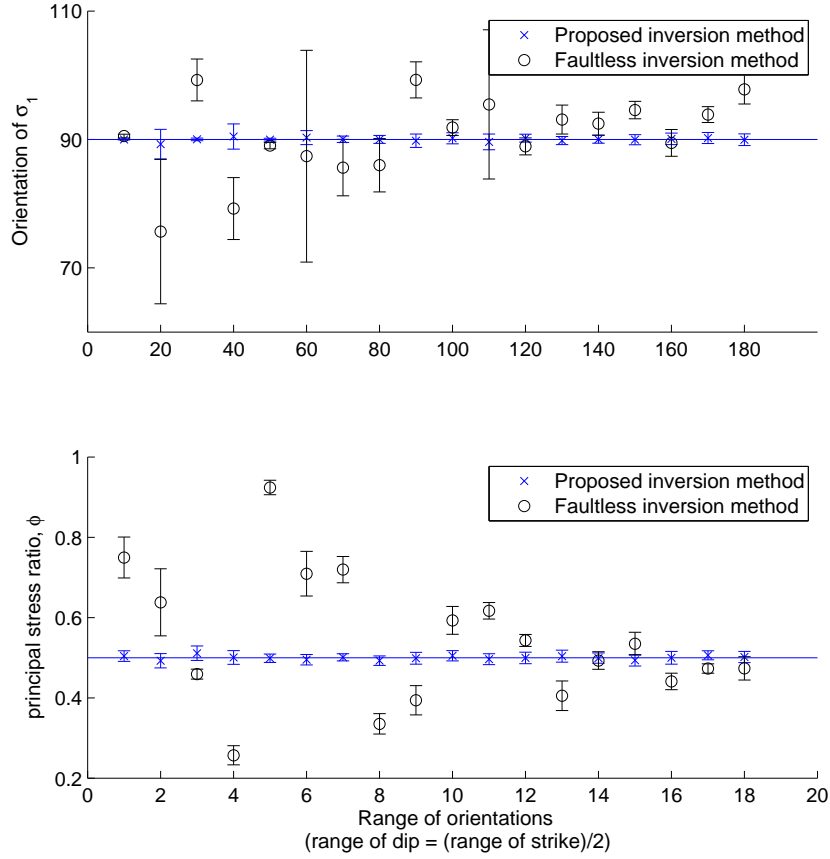 110
90
70
Orientation of σ1
Proposed inversion method
Faultless inversion method
0 20 40 60 80 100 120 140 160 180
1
0.8
0.6
0.4
0.2
principal stress ratio, ϕ
Proposed inversion method
Faultless inversion method
0 2 4 6 8 10 12 14 16 18 20
Range of orientations
(range of dip = (range of strike)/2)